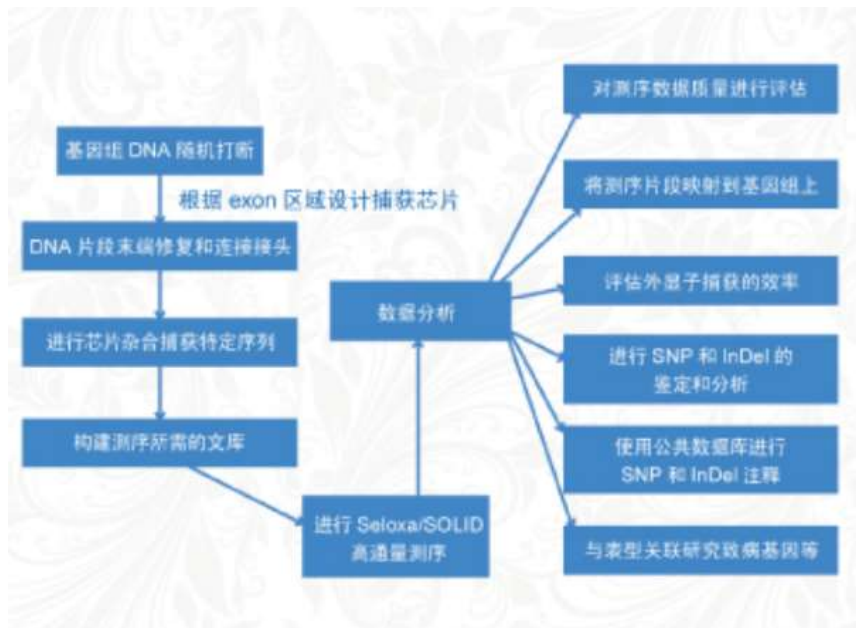 基因组 DNA 随机打断
根据 exon 区域设计捕获芯片
DNA 片段末端修复和连接接头
进行芯片杂合捕获特定序列
构建测序所需的文库
进行 Seloxa/SOLID
高通量测序
数据分析
对测序数据质量进行评估
将测序片段映射到基因组上
评估外显子捕获的效率
进行 SNP 和 InDel 的
鉴定和分析
使用公共数据库进行
SNP 和 InDel 注释
与表型关联研究致病基因等